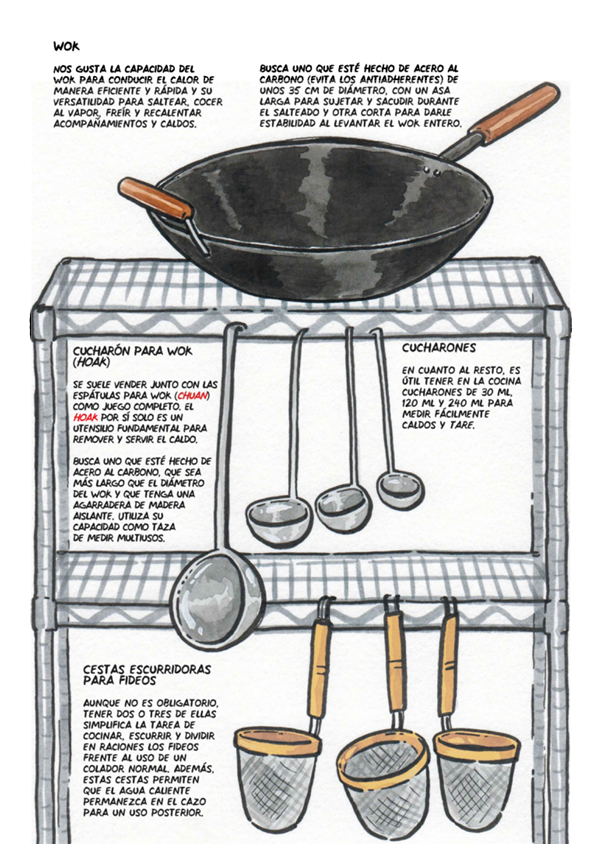 WOK
NOS GUSTA LA CAPACIDAD DEL
WOK PARA CONDUCIR EL CALOR DE
MANERA EFICIENTE Y RÁPIDA Y SU
VERSATILIDAD PARA SALTEAR, COCER
AL VAPOR, FREÍR Y RECALENTAR
ACOMPAÑAMIENTOS Y CALDOS.
BUSCA UNO QUE ESTÉ HECHO DE ACERO AL
CARBONO (EVITA LOS ANTIADHERENTES) DE
UNOS 35 CM DE DIÁMETRO, CON UN ASA
LARGA PARA SUJETAR Y SACUDIR DURANTE
EL SALTEADO Y OTRA CORTA PARA DARLE
ESTABILIDAD AL LEVANTAR EL WOK ENTERO.
CUCHARÓN PARA WOK
(HOAK)
SE SUELE VENDER JUNTO CON LAS
ESPÁTULAS PARA WOK (CHUAN)
COMO JUEGO COMPLETO. EL
HOAK POR SÍ SOLO ES UN
UTENSILIO FUNDAMENTAL PARA
REMOVER Y SERVIR EL CALDO.
BUSCA UNO QUE ESTÉ HECHO DE
ACERO AL CARBONO, QUE SEA
MÁS LARGO QUE EL DIÁMETRO
DEL WOK Y QUE TENGA UNA
AGARRADERA DE MADERA
AISLANTE. UTILIZA SU
CAPACIDAD COMO TAZA
DE MEDIR MULTIUSOS.
CUCHARONES
EN CUANTO AL RESTO, ES
ÚTIL TENER EN LA COCINA
CUCHARONES DE 30 ML,
120 ML Y 240 ML PARA
MEDIR FÁCILMENTE
CALDOS Y TARE.
CESTAS ESCURRIDORAS
PARA FIDEOS
AUNQUE NO ES OBLIGATORIO,
TENER DOS O TRES DE ELLAS
SIMPLIFICA LA TAREA DE
COCINAR, ESCURRIR Y DIVIDIR
EN RACIONES LOS FIDEOS
FRENTE AL USO DE UN
COLADOR NORMAL. ADEMÁS,
ESTAS CESTAS PERMITEN
QUE EL AGUA CALIENTE
PERMANEZCA EN EL CAZO
PARA UN USO POSTERIOR.